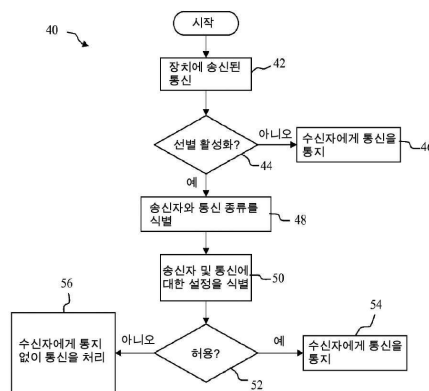 40
시작
장치에 송신된
통신
42
선별 활성화?
44
아니오
수신자에게 통신을
통지
46
예
송신자와 통신 종류를
식별
48
송신자 및 통신에
대한 설정을 식별
50
56
수신자에게 통지
없이 통신을 처리
아니오
허용?
52
예
54
수신자에게 통신을
통지